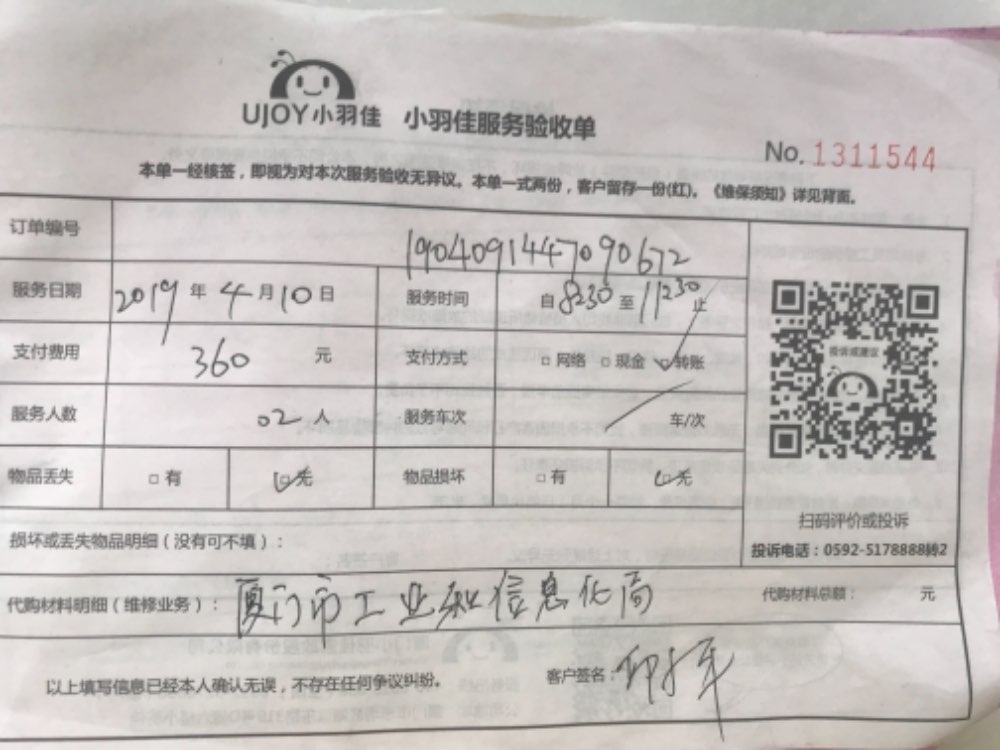 UJOY小羽佳 小羽佳服务验收单
No. 1311544
本单一经核签，即视为对本次服务验收无异议。本单一式两份，客户留存一份(红)。《维保须知》详见背面。
订单编号 1904091447090672
服务日期 2019 年 4 月 10 日 服务时间 自 8:30 至 11:30 止
支付费用 360 元 支付方式 □ 网络 □ 现金 ☑ 转账
服务人数 02 人 服务车次 车/次
物品丢失 □ 有 ☑ 无 物品损坏 □ 有 ☑ 无
投诉或建议
扫码评价或投诉
投诉电话：0592-5178888转2
损坏或丢失物品明细（没有可不填）：
代购材料明细（维修业务）： 厦门市工业和信息化局 代购材料总额： 元
以上填写信息已经本人确认无误，不存在任何争议纠纷。 客户签名：